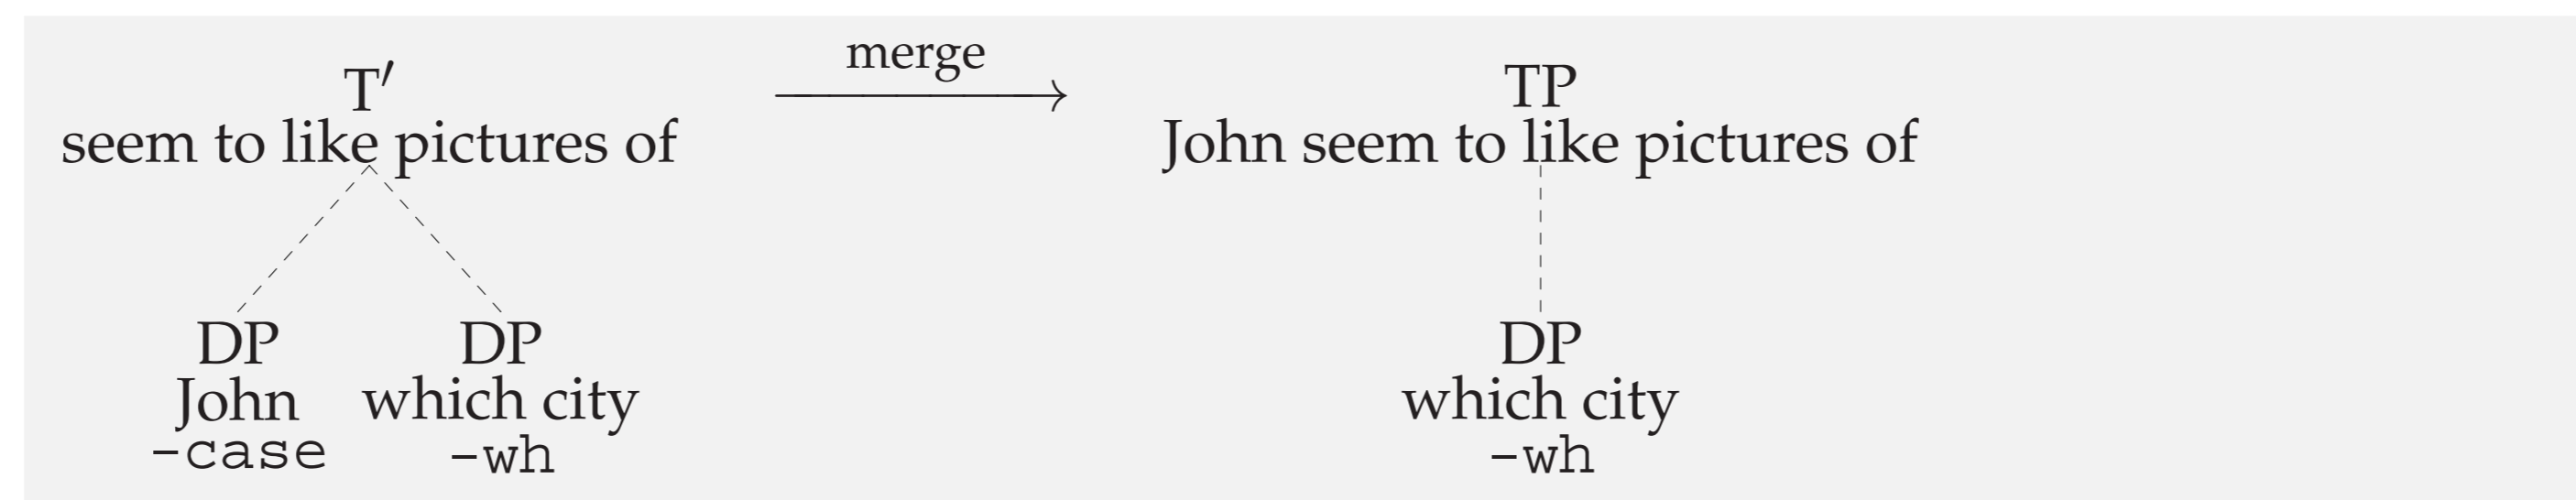 T′ merge TP
seem to like pictures of John seem to like pictures of
DP DP DP
John which city which city
-case -wh -wh